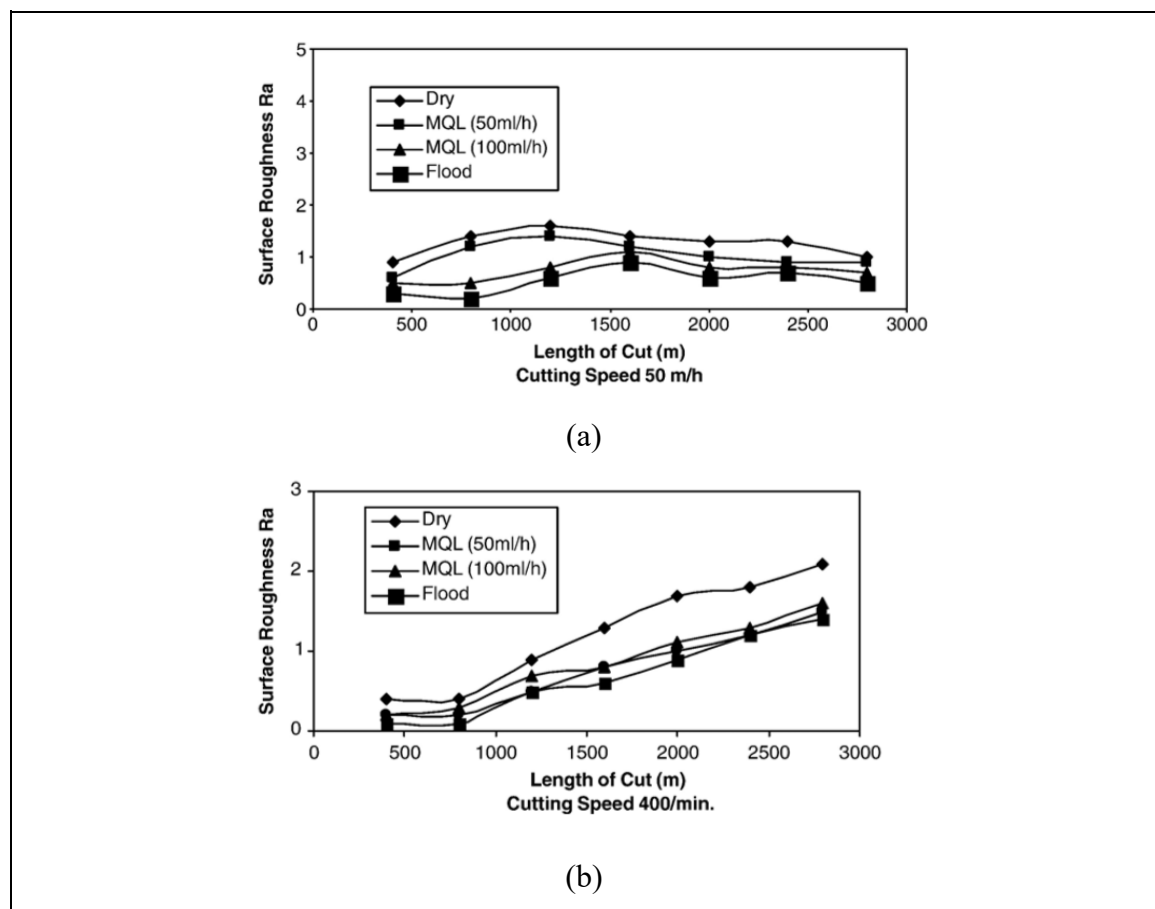 5
4
3
2
1
0
Surface Roughness Ra
Dry
MQL (50ml/h)
MQL (100ml/h)
Flood
0 500 1000 1500 2000 2500 3000
Length of Cut (m)
Cutting Speed 50 m/h
(a)
3
2
1
0
Surface Roughness Ra
Dry
MQL (50ml/h)
MQL (100ml/h)
Flood
0 500 1000 1500 2000 2500 3000
Length of Cut (m)
Cutting Speed 400/min.
(b)